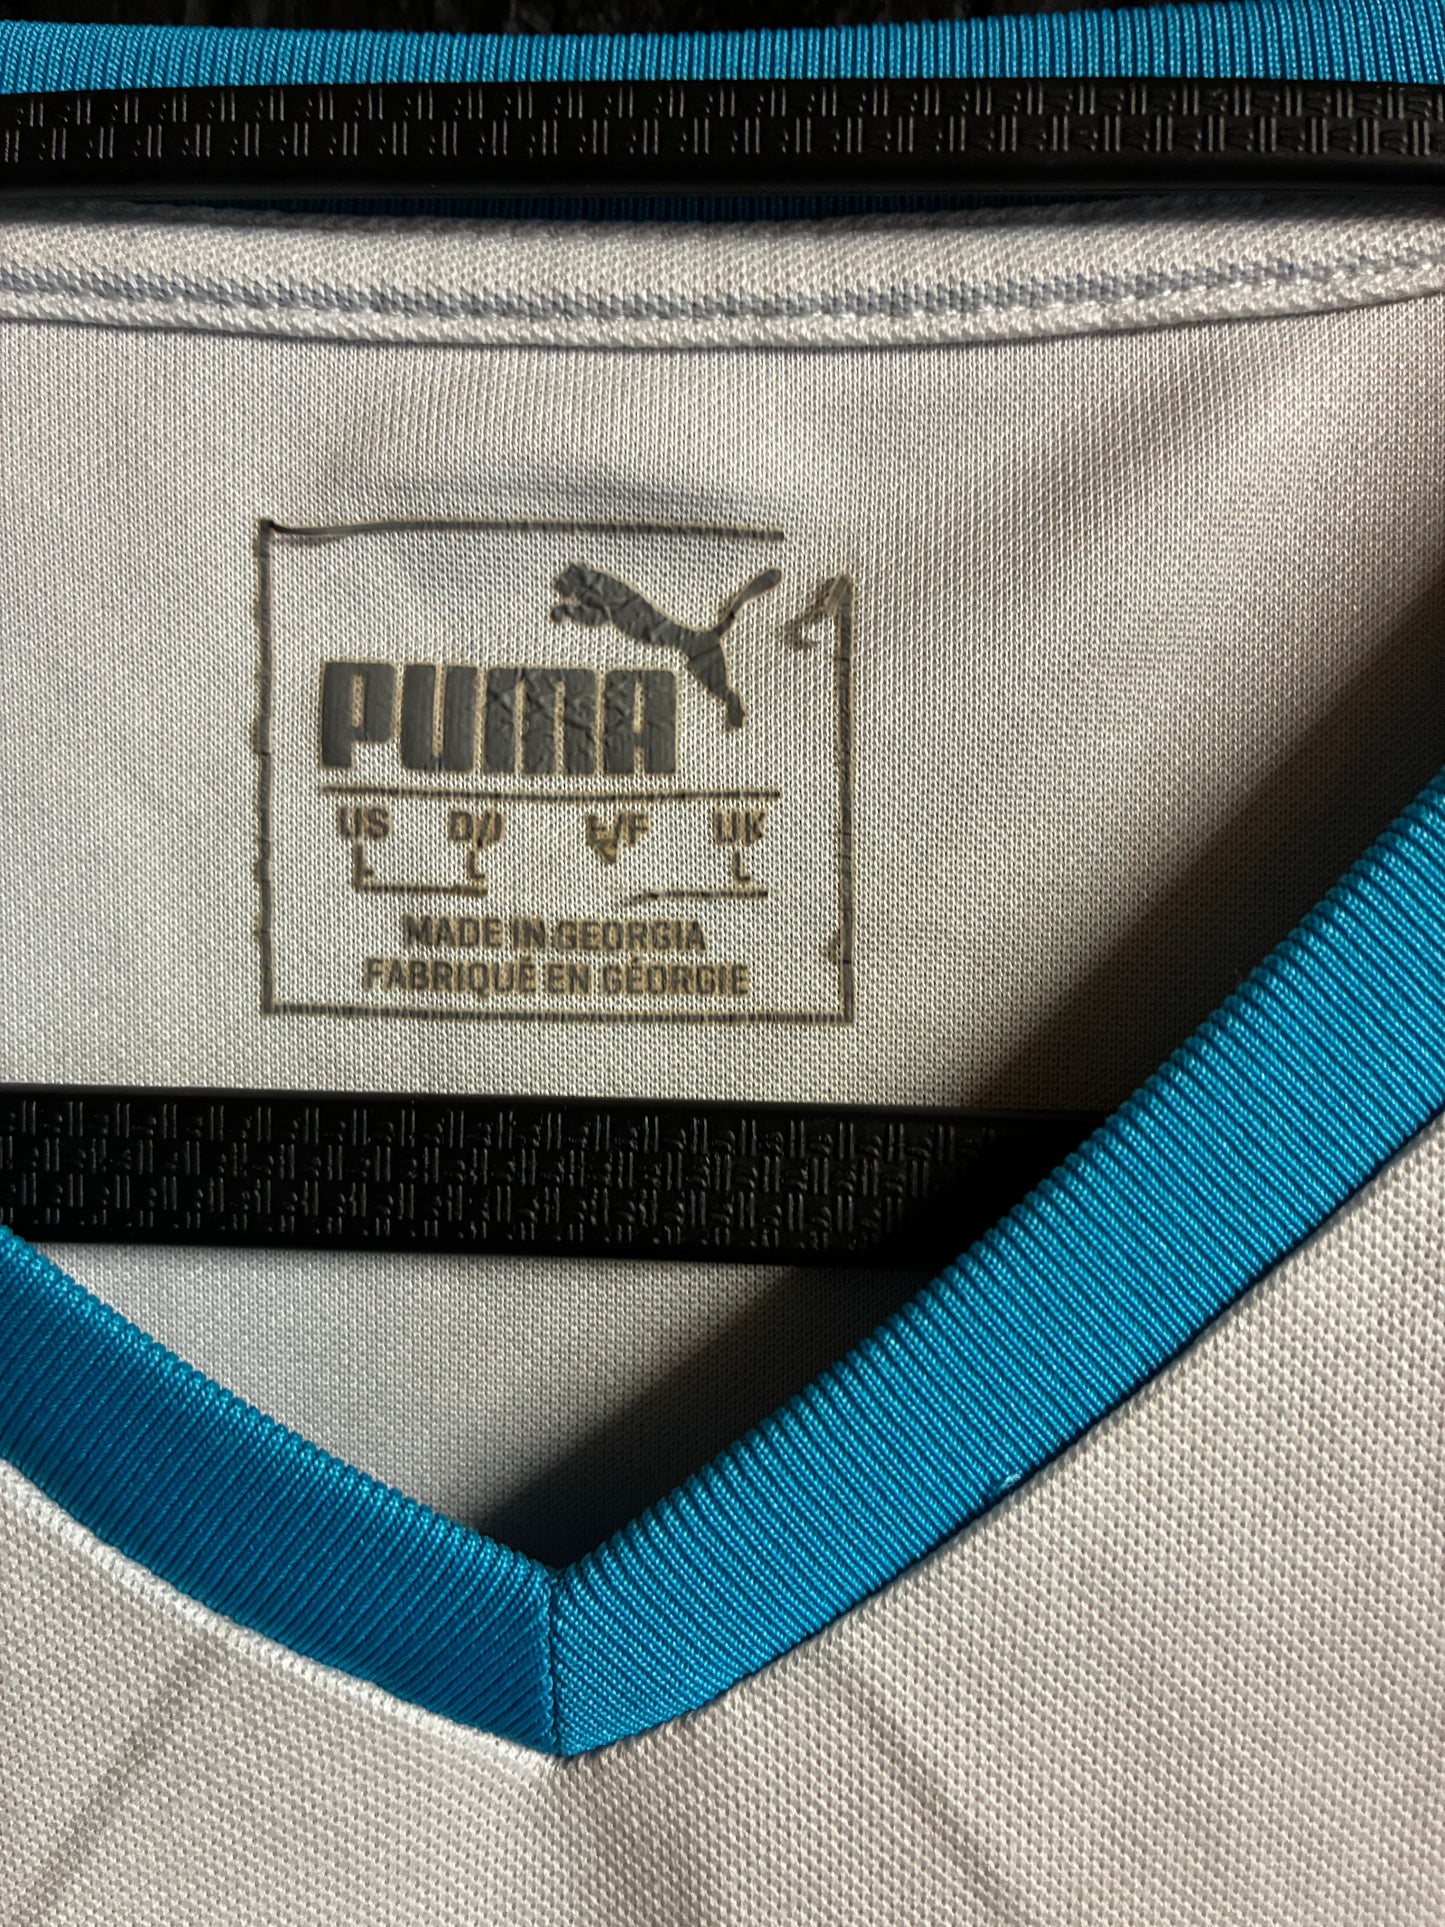 PUMA
US D/J E/F UK
L L L
MADE IN GEORGIA
FABRIQUÉ EN GÉORGIE